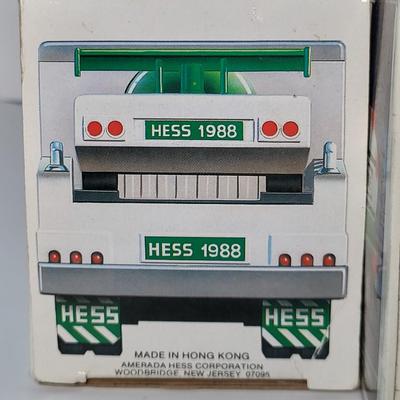 HESS 1988
HESS 1988
HESS HESS
MADE IN HONG KONG
AMERADA HESS CORPORATION
WOODBRIDGE, NEW JERSEY 07095